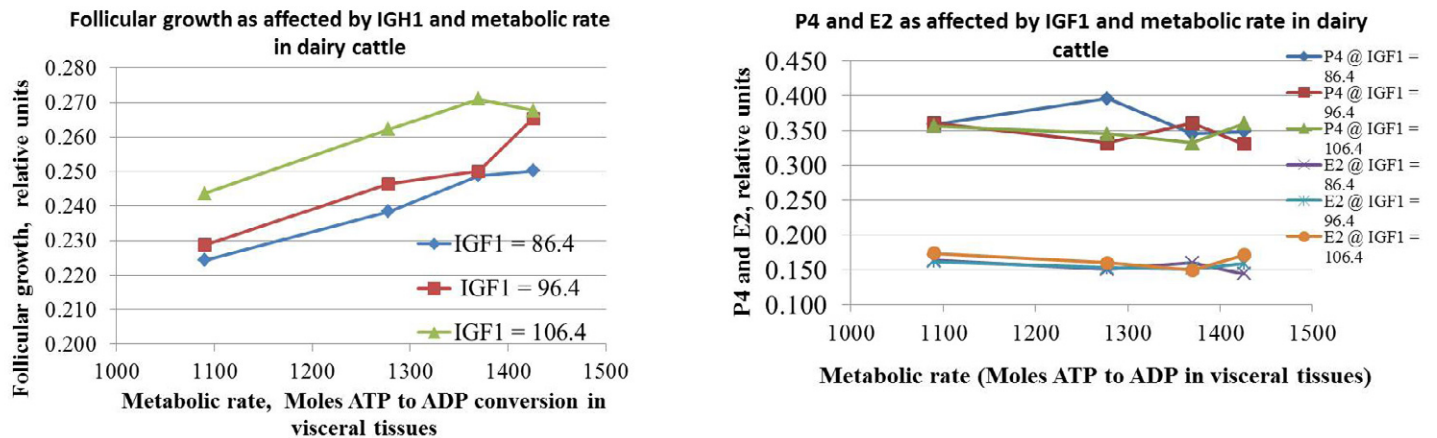 Follicular growth as affected by IGH1 and metabolic rate
in dairy cattle
Follicular growth, relative units
0.280
0.270
0.260
0.250
0.240
0.230
0.220
0.210
0.200
IGF1 = 86.4
IGF1 = 96.4
IGF1 = 106.4
1000 1100 1200 1300 1400 1500
Metabolic rate, Moles ATP to ADP conversion in
visceral tissues
P4 and E2 as affected by IGF1 and metabolic rate in dairy
cattle
P4 and E2, relative units
0.450
0.400
0.350
0.300
0.250
0.200
0.150
0.100
P4 @ IGF1 =
86.4
P4 @ IGF1 =
96.4
P4 @ IGF1 =
106.4
E2 @ IGF1 =
86.4
E2 @ IGF1 =
96.4
E2 @ IGF1 =
106.4
1000 1100 1200 1300 1400 1500
Metabolic rate (Moles ATP to ADP in visceral tissues)